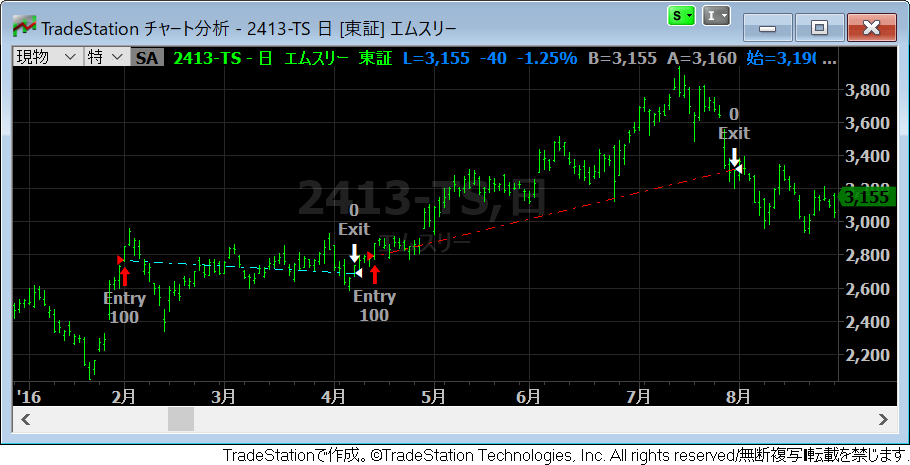 TradeStation チャート分析 - 2413-TS 日 [東証] エムスリー
S I
現物 特 SA 2413-TS - 日 エムスリー 東証 L=3,155 -40 -1.25% B=3,155 A=3,160 始=3,190 ...
3,800
3,600
3,400
3,200
3,155
3,000
2,800
2,600
2,400
2,200
2413-TS, 日
エムスリー
0
Exit
0
Exit
Entry
100
Entry
100
'16 2月 3月 4月 5月 6月 7月 8月
TradeStationで作成。©TradeStation Technologies, Inc. All rights reserved/無断複写転載を禁じます.